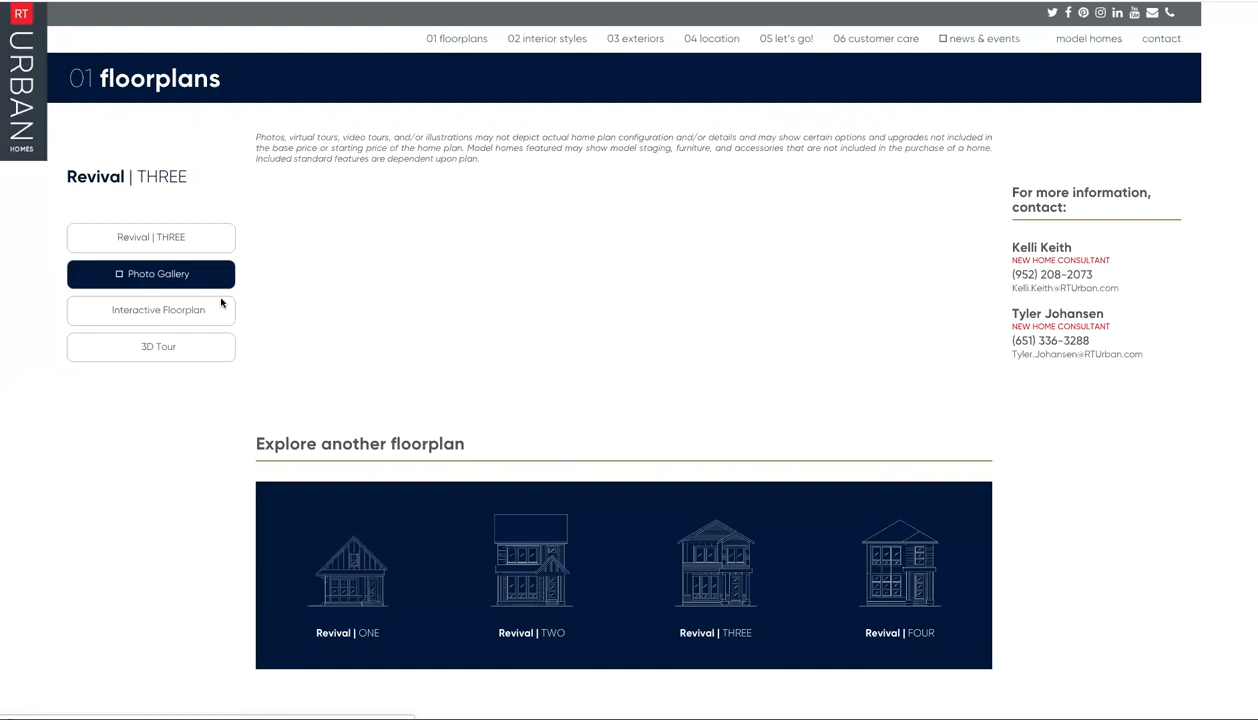 RT
URBAN
HOMES
01 floorplans 02 interior styles 03 exteriors 04 location 05 let's go! 06 customer care news & events model homes contact
01 floorplans
Photos, virtual tours, video tours, and/or illustrations may not depict actual home plan configuration and/or details and may show certain options and upgrades not included in
the base price or starting price of the home plan. Model homes featured may show model staging, furniture, and accessories that are not included in the purchase of a home.
Included standard features are dependent upon plan.
Revival | THREE
Revival | THREE
Photo Gallery
Interactive Floorplan
3D Tour
For more information,
contact:
Kelli Keith
NEW HOME CONSULTANT
(952) 208-2073
Kelli.Keith@RTUrban.com
Tyler Johansen
NEW HOME CONSULTANT
(651) 336-3288
Tyler.Johansen@RTUrban.com
Explore another floorplan
Revival | ONE
Revival | TWO
Revival | THREE
Revival | FOUR